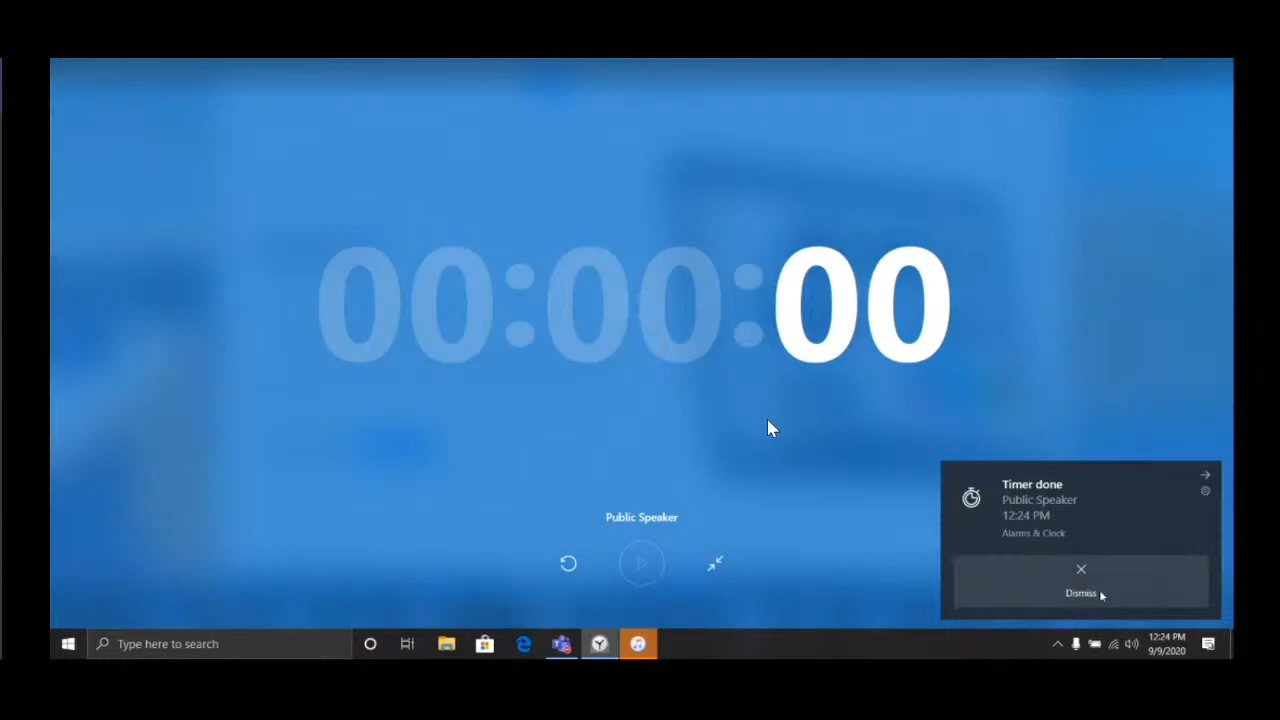 00:00:00
Public Speaker
Timer done
Public Speaker
12:24 PM
Alarms & Clock
Dismiss
Type here to search
12:24 PM
9/9/2020